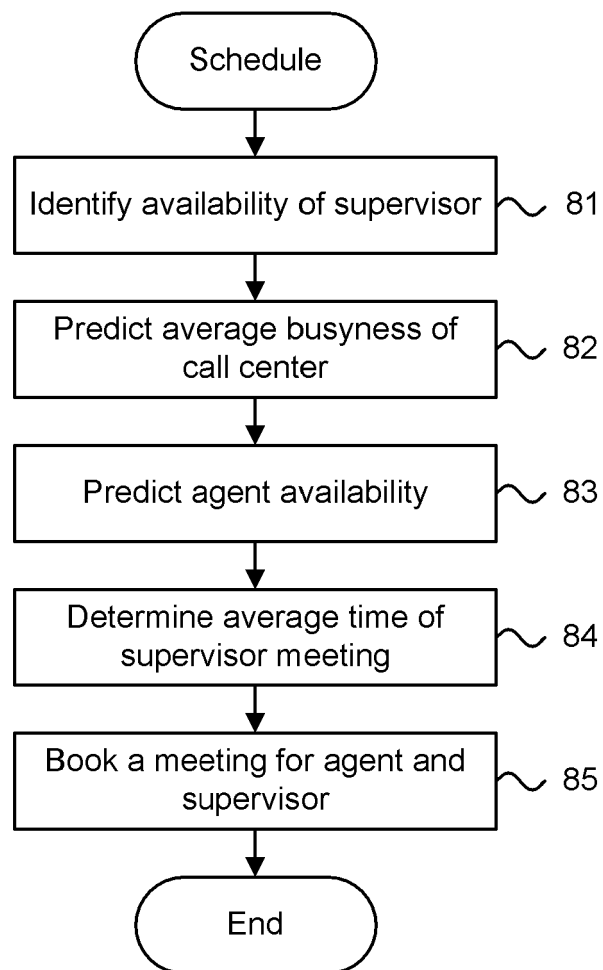 Schedule
Identify availability of supervisor 81
Predict average busyness of
call center
82
Predict agent availability 83
Determine average time of
supervisor meeting
84
Book a meeting for agent and
supervisor
85
End